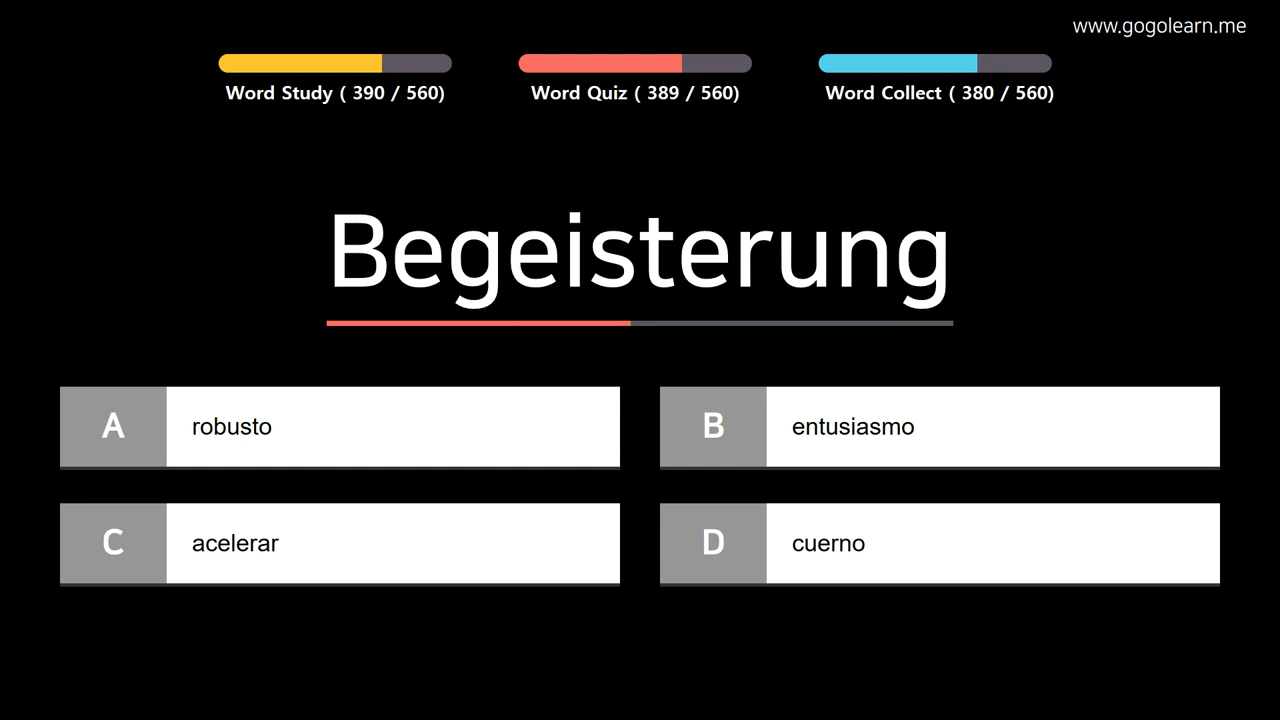 www.gogolearn.me
Word Study ( 390 / 560)
Word Quiz ( 389 / 560)
Word Collect ( 380 / 560)
Begeisterung
A robusto
B entusiasmo
C acelerar
D cuerno